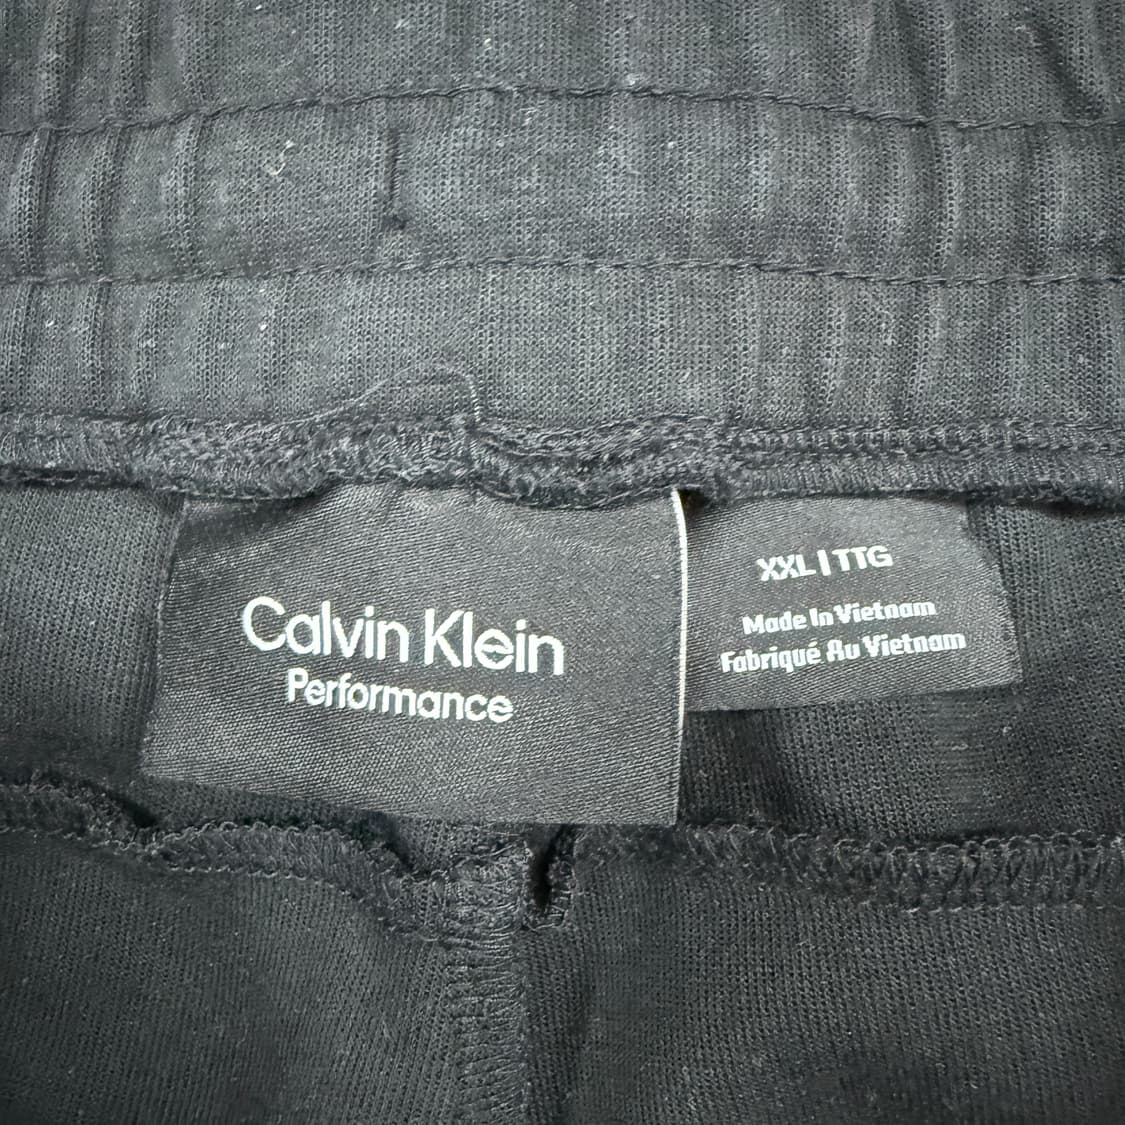 Calvin Klein
Performance
XXL | TTG
Made In Vietnam
Fabriqué Au Vietnam